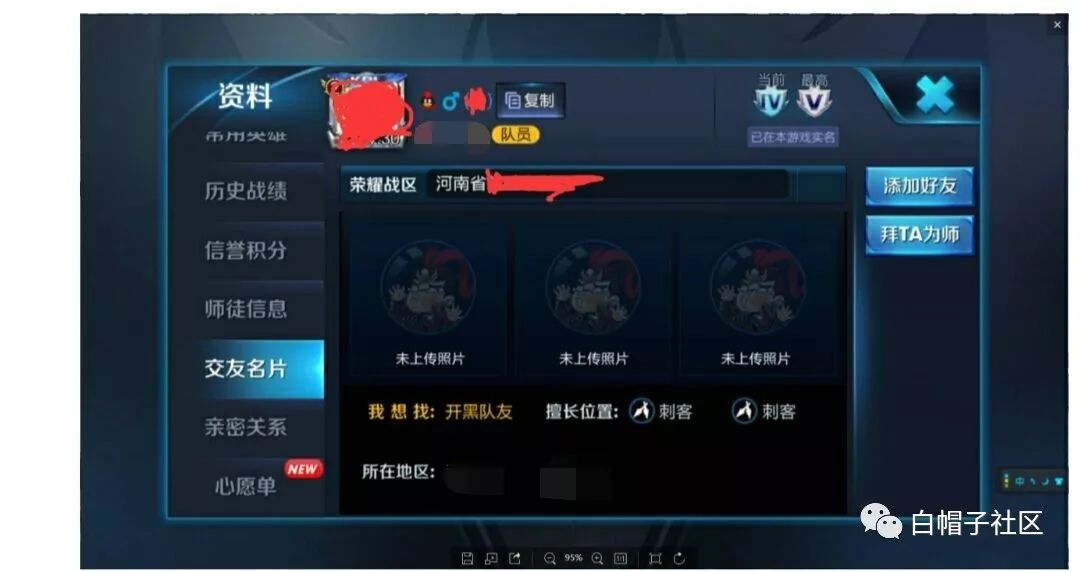 资料
复制
当前 最高
IV V
队员
已在本游戏实名
常用英雄
荣耀战区 河南省
添加好友
历史战绩
拜TA为师
信誉积分
师徒信息
未上传照片 未上传照片 未上传照片
交友名片
我想找: 开黑队友 擅长位置: 刺客 刺客
亲密关系
所在地区:
NEW
心愿单
中
白帽子社区
95%